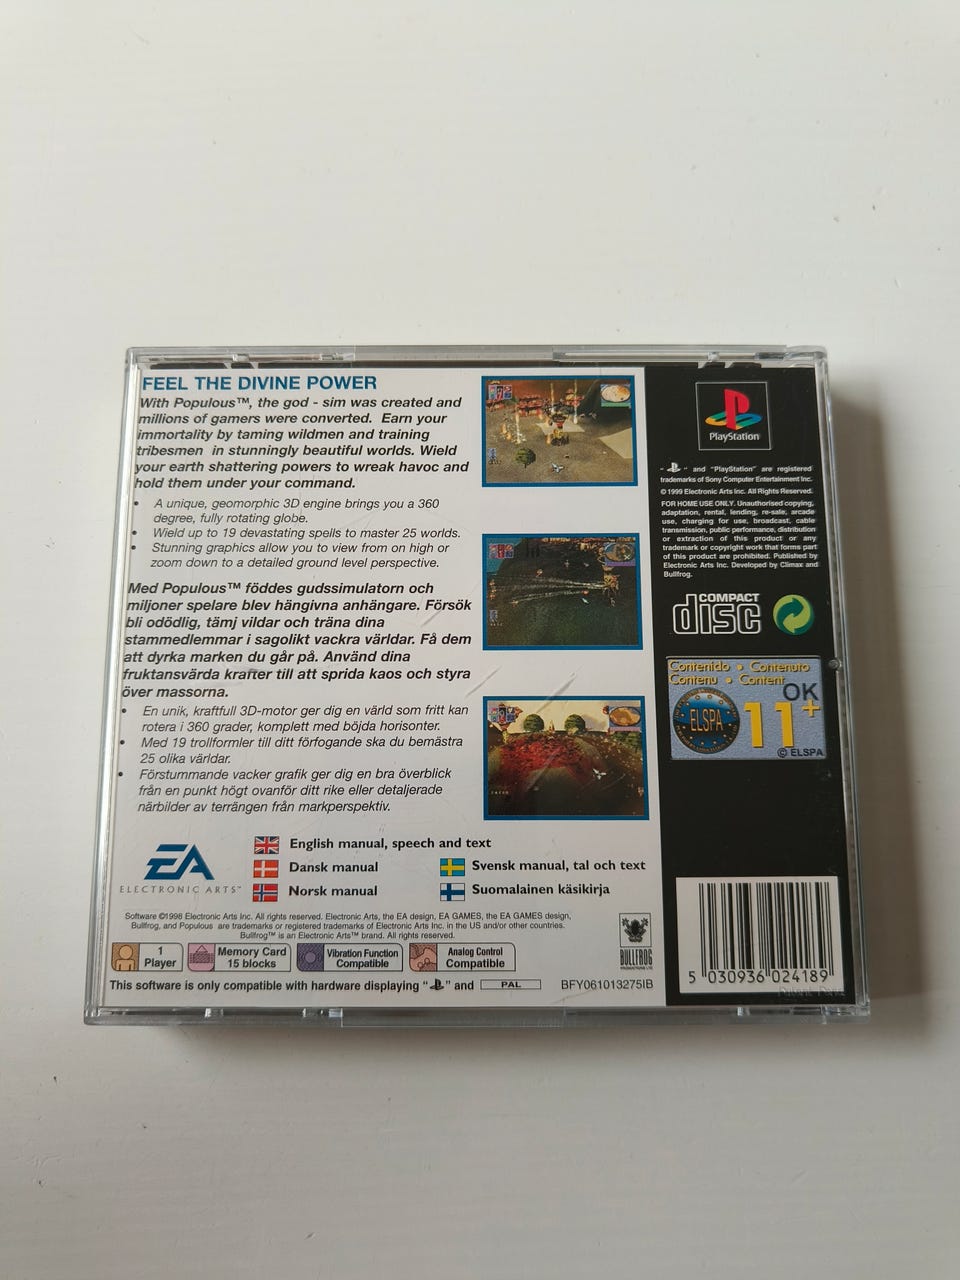 FEEL THE DIVINE POWER
With Populous™, the god - sim was created and
millions of gamers were converted. Earn your
immortality by taming wildmen and training
tribesmen in stunningly beautiful worlds. Wield
your earth shattering powers to wreak havoc and
hold them under your command.
• A unique, geomorphic 3D engine brings you a 360
degree, fully rotating globe.
• Wield up to 19 devastating spells to master 25 worlds.
• Stunning graphics allow you to view from on high or
zoom down to a detailed ground level perspective.
Med Populous™ föddes gudssimulatorn och
miljoner spelare blev hängivna anhängare. Försök
bli odödlig, tämj vildar och träna dina
stammedlemmar i sagolikt vackra världar. Få dem
att dyrka marken du går på. Använd dina
fruktansvärda krafter till att sprida kaos och styra
över massorna.
• En unik, kraftfull 3D-motor ger dig en värld som fritt kan
rotera i 360 grader, komplett med böjda horisonter.
• Med 19 trollformler till ditt förfogande ska du bemästra
25 olika världar.
• Förstummande vacker grafik ger dig en bra överblick
från en punkt högt ovanför ditt rike eller detaljerade
närbilder av terrängen från markperspektiv.
EA
ELECTRONIC ARTS™
English manual, speech and text
Dansk manual
Norsk manual
Svensk manual, tal och text
Suomalainen käsikirja
Software ©1998 Electronic Arts Inc. All rights reserved. Electronic Arts, the EA design, EA GAMES, the EA GAMES design,
Bullfrog, and Populous are trademarks or registered trademarks of Electronic Arts Inc. in the US and/or other countries.
Bullfrog™ is an Electronic Arts™ brand. All rights reserved.
BULLFROG
PRODUCTIONS LTD
1
Player
Memory Card
15 blocks
Vibration Function
Compatible
Analog Control
Compatible
This software is only compatible with hardware displaying " " and PAL
BFY061013275IB
PlayStation
" " and "PlayStation" are registered
trademarks of Sony Computer Entertainment Inc.
© 1999 Electronic Arts Inc. All Rights Reserved.
FOR HOME USE ONLY. Unauthorised copying,
adaptation, rental, lending, re-sale, arcade
use, charging for use, broadcast, cable
transmission, public performance, distribution
or extraction of this product or any
trademark or copyright work that forms part
of this product are prohibited. Published by
Electronic Arts Inc. Developed by Climax and
Bullfrog.
COMPACT
disc
Contenido • Contenuto
Contenu • Content
OK
ELSPA
11+
© ELSPA
5 030936 024189